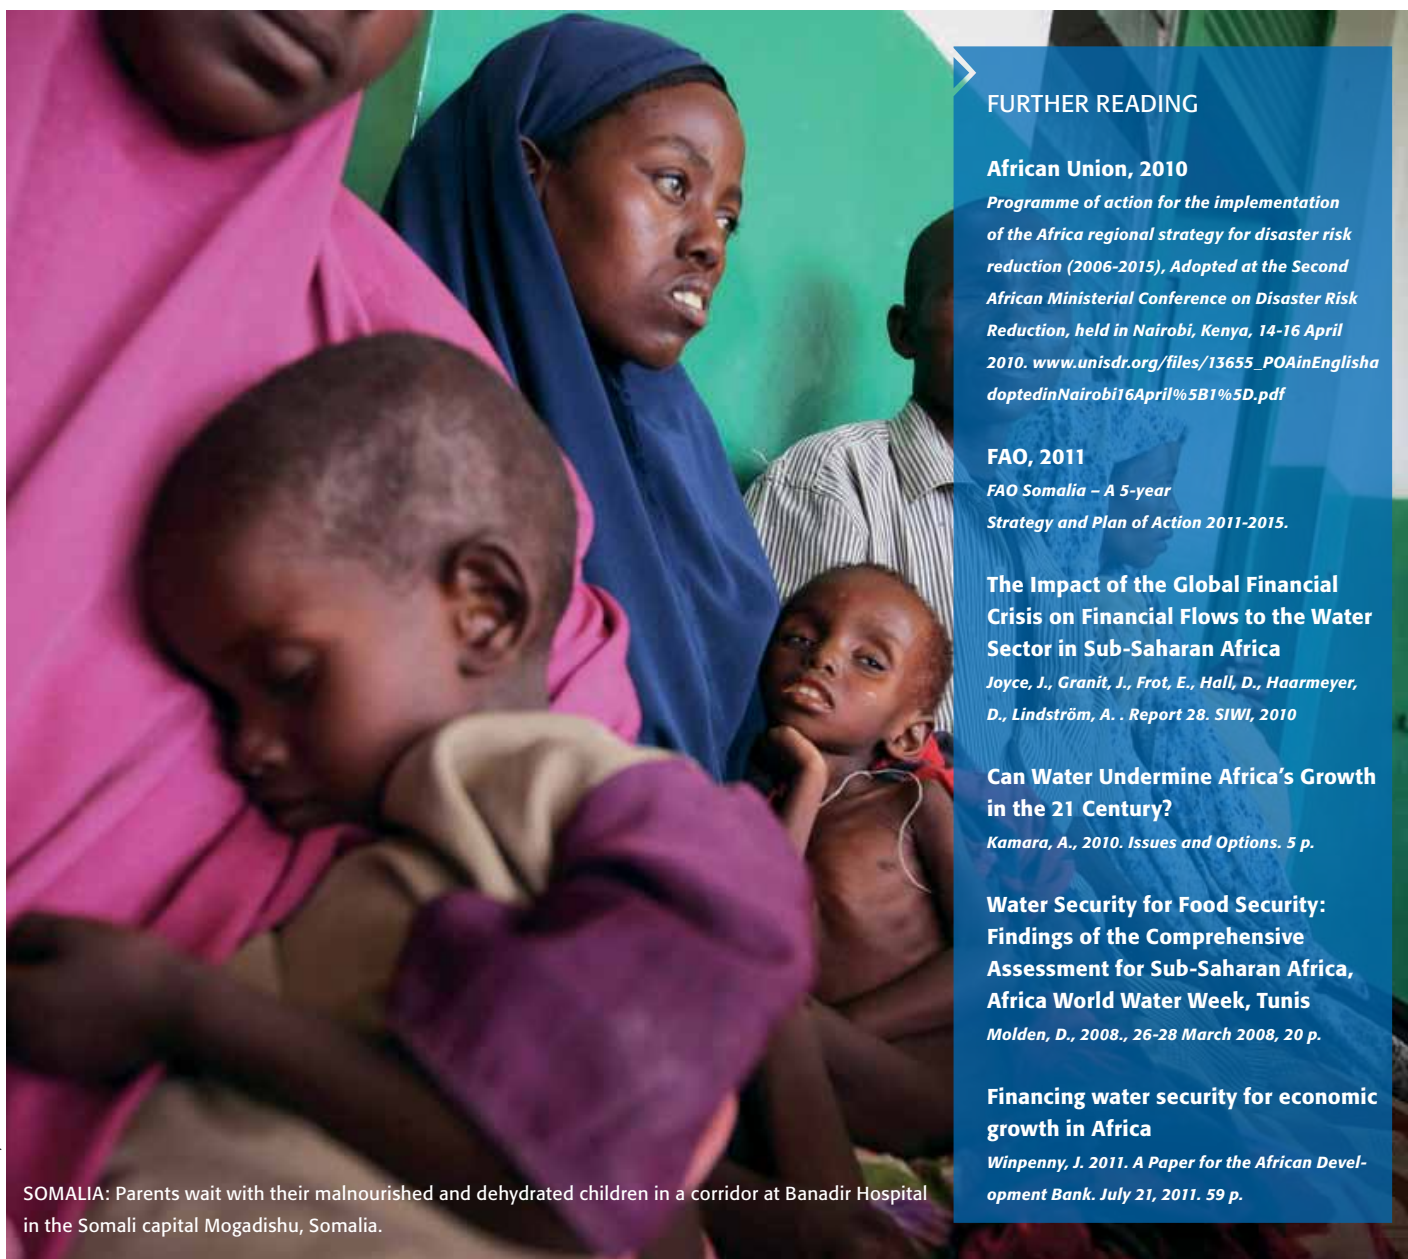 FURTHER READING
African Union, 2010
Programme of action for the implementation
of the Africa regional strategy for disaster risk
reduction (2006-2015), Adopted at the Second
African Ministerial Conference on Disaster Risk
Reduction, held in Nairobi, Kenya, 14-16 April
2010. www.unisdr.org/files/13655_POAinEnglisha
doptedinNairobi16April%5B1%5D.pdf
FAO, 2011
FAO Somalia – A 5-year
Strategy and Plan of Action 2011-2015.
The Impact of the Global Financial
Crisis on Financial Flows to the Water
Sector in Sub-Saharan Africa
Joyce, J., Granit, J., Frot, E., Hall, D., Haarmeyer,
D., Lindström, A. . Report 28. SIWI, 2010
Can Water Undermine Africa’s Growth
in the 21 Century?
Kamara, A., 2010. Issues and Options. 5 p.
Water Security for Food Security:
Findings of the Comprehensive
Assessment for Sub-Saharan Africa,
Africa World Water Week, Tunis
Molden, D., 2008., 26-28 March 2008, 20 p.
Financing water security for economic
growth in Africa
Winpenny, J. 2011. A Paper for the African Devel-
opment Bank. July 21, 2011. 59 p.
SOMALIA: Parents wait with their malnourished and dehydrated children in a corridor at Banadir Hospital
in the Somali capital Mogadishu, Somalia.